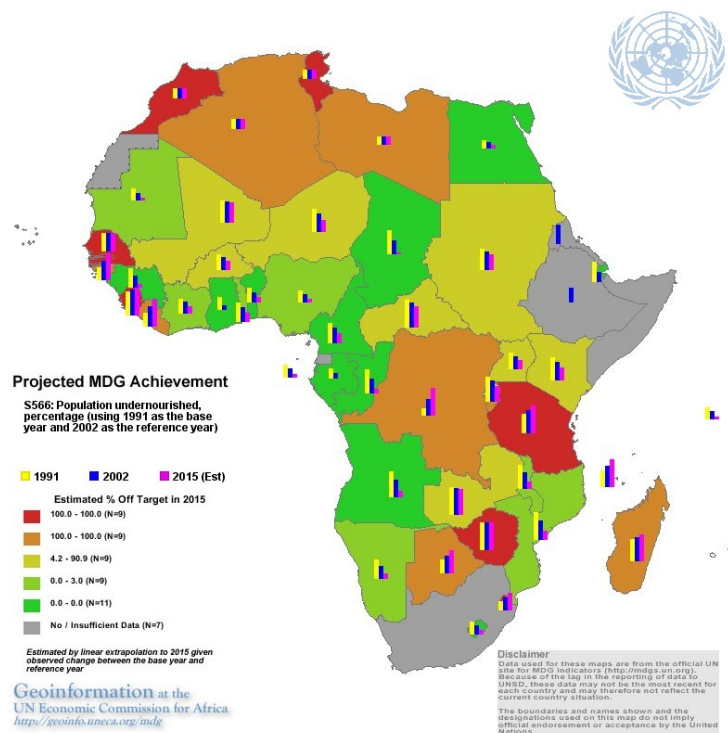 Projected MDG Achievement
S566: Population undernourished,
percentage (using 1991 as the base
year and 2002 as the reference year)
1991 2002 2015 (Est)
Estimated % Off Target in 2015
100.0 - 100.0 (N=9)
100.0 - 100.0 (N=9)
4.2 - 90.9 (N=9)
0.0 - 3.0 (N=9)
0.0 - 0.0 (N=11)
No / Insufficient Data (N=7)
Estimated by linear extrapolation to 2015 given
observed change between the base year and
reference year
Geoinformation at the
UN Economic Commission for Africa
http://geoinfo.uneca.org/mdg
Disclaimer
Data used for these maps are from the official UN
site for MDG Indicators (http://mdgs.un.org).
Because of the lag in the reporting of data to
UNSD, these data may not be the most recent for
each country and may therefore not reflect the
current country situation.
The boundaries and names shown and the
designations used on this map do not imply
official endorsement or acceptance by the United
Nations.